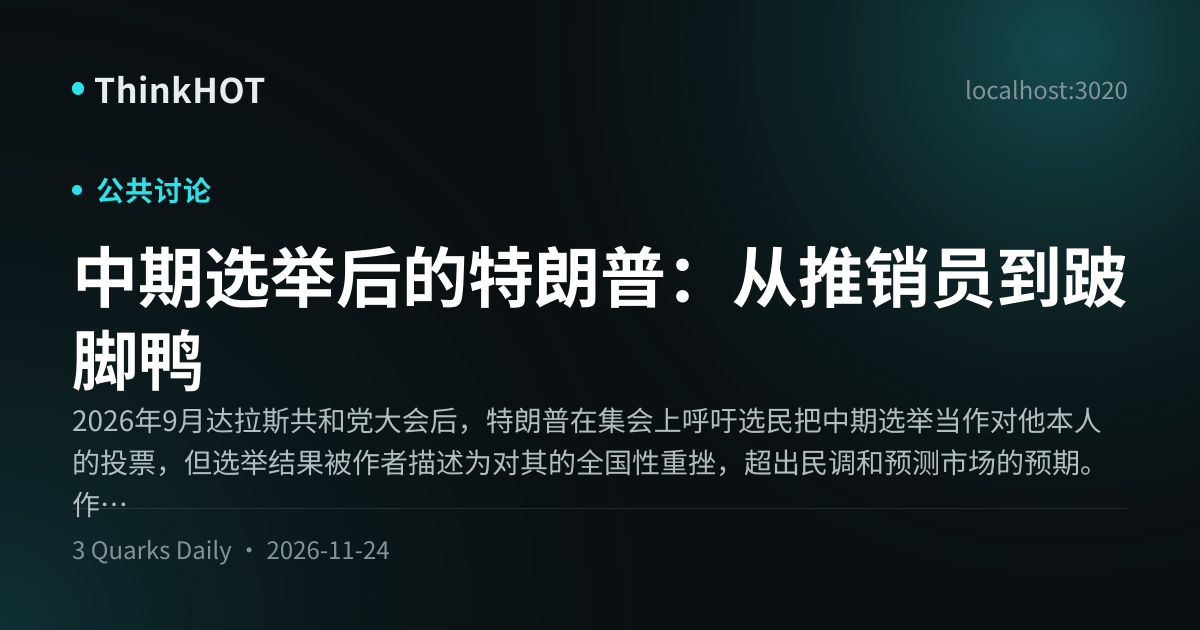 ThinkHOT
localhost:3020
公共讨论
中期选举后的特朗普：从推销员到跛
脚鸭
2026年9月达拉斯共和党大会后，特朗普在集会上呼吁选民把中期选举当作对他本人
的投票，但选举结果被作者描述为对其的全国性重挫，超出民调和预测市场的预期。
作…
3 Quarks Daily • 2026-11-24